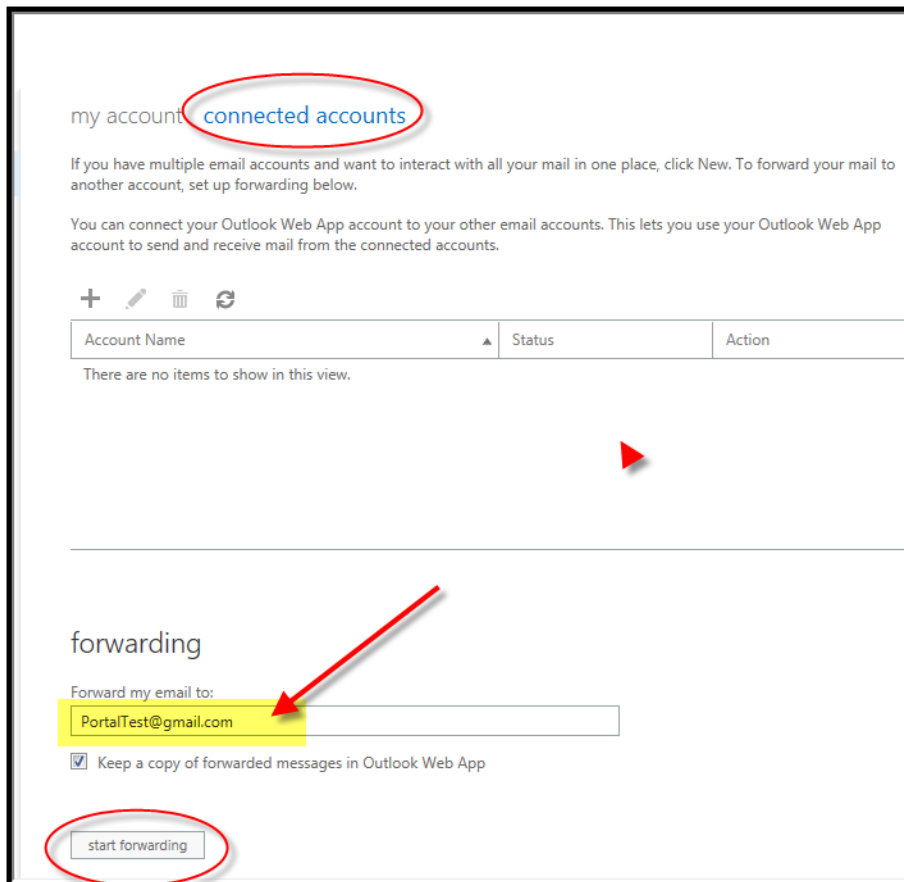 my account connected accounts
If you have multiple email accounts and want to interact with all your mail in one place, click New. To forward your mail to
another account, set up forwarding below.
You can connect your Outlook Web App account to your other email accounts. This lets you use your Outlook Web App
account to send and receive mail from the connected accounts.
Account Name Status Action
There are no items to show in this view.
forwarding
Forward my email to:
PortalTest@gmail.com
Keep a copy of forwarded messages in Outlook Web App
start forwarding